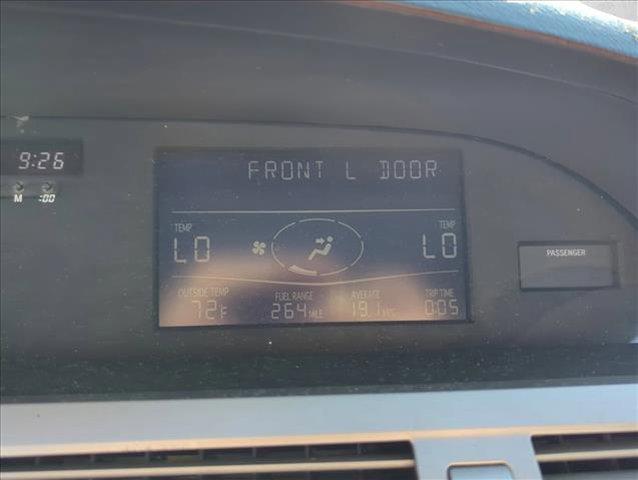 FRONT L DOOR
9:26
M :00
TEMP TEMP
LO LO
PASSENGER
OUTSIDE TEMP FUEL RANGE AVERAGE TRIP TIME
72°F 264 MILE 19.1 MPG 0:05